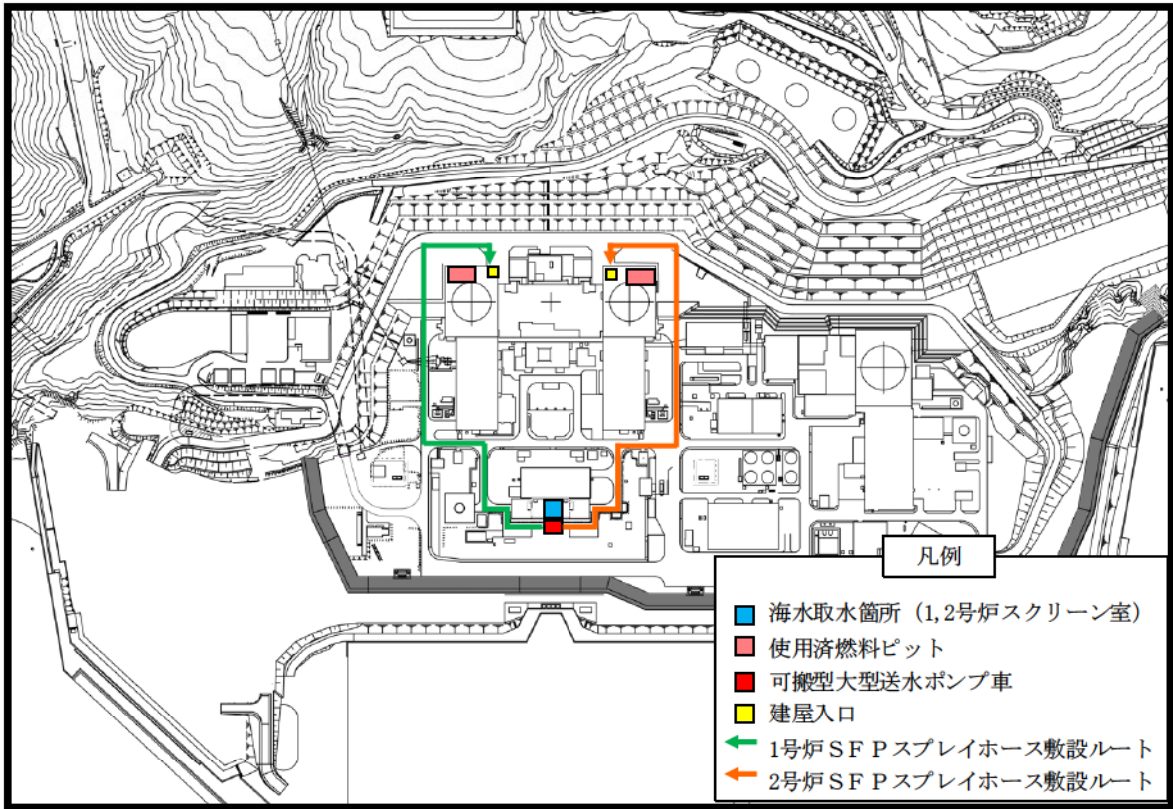 凡例
海水取水箇所（1,2号炉スクリーン室）
使用済燃料ピット
可搬型大型送水ポンプ車
建屋入口
1号炉ＳＦＰスプレイホース敷設ルート
2号炉ＳＦＰスプレイホース敷設ルート